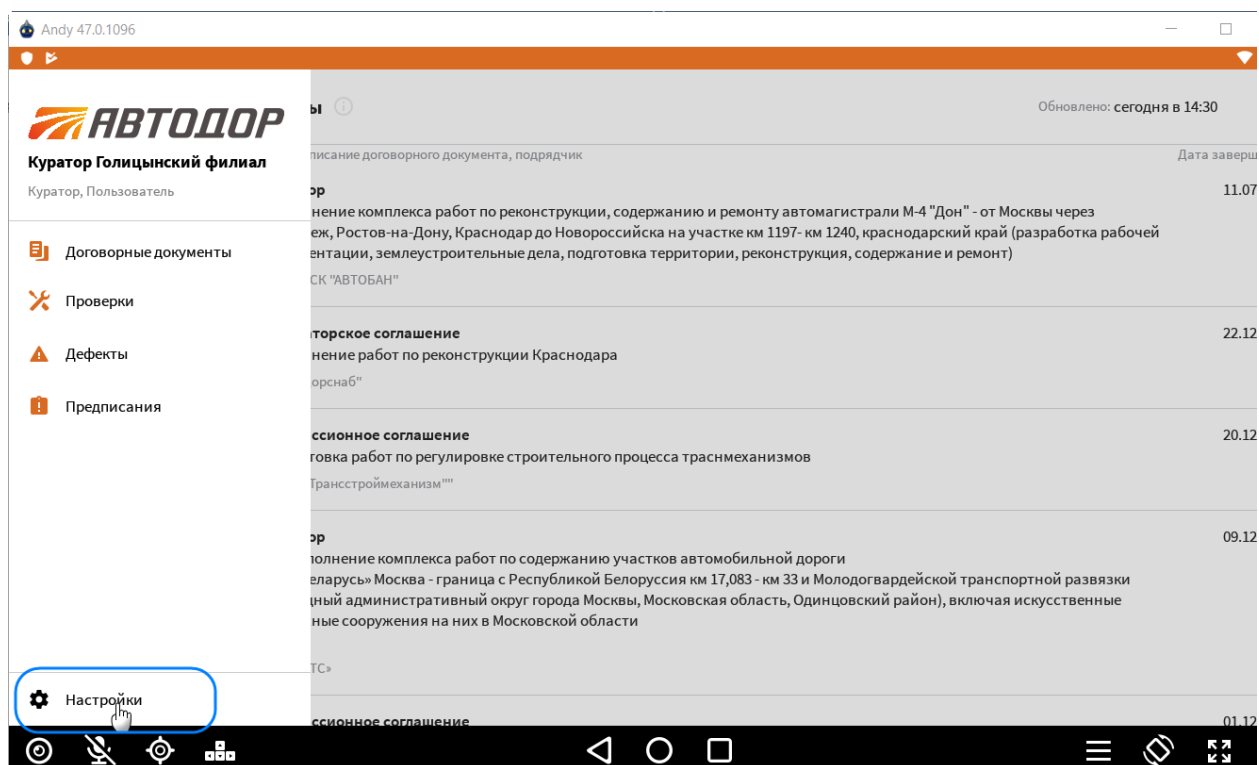 Andy 47.0.1096
АВТОДОР
Куратор Голицынский филиал
Куратор, Пользователь
Договорные документы
Проверки
Дефекты
Предписания
Настройки
ы
Обновлено: сегодня в 14:30
писание договорного документа, подрядчик
Дата заверш
ор
11.07
нение комплекса работ по реконструкции, содержанию и ремонту автомагистрали М-4 "Дон" - от Москвы через
еж, Ростов-на-Дону, Краснодар до Новороссийска на участке км 1197- км 1240, краснодарский край (разработка рабочей
ентации, землеустроительные дела, подготовка территории, реконструкция, содержание и ремонт)
СК "АВТОБАН"
торское соглашение
22.12
нение работ по реконструкции Краснодара
орснаб"
ссионное соглашение
20.12
товка работ по регулировке строительного процесса траснмеханизмов
Трансстроймеханизм""
ор
09.12
полнение комплекса работ по содержанию участков автомобильной дороги
еларусь» Москва - граница с Республикой Белоруссия км 17,083 - км 33 и Молодогвардейской транспортной развязки
дный административный округ города Москвы, Московская область, Одинцовский район), включая искусственные
ные сооружения на них в Московской области
ТС»
ссионное соглашение
01.12